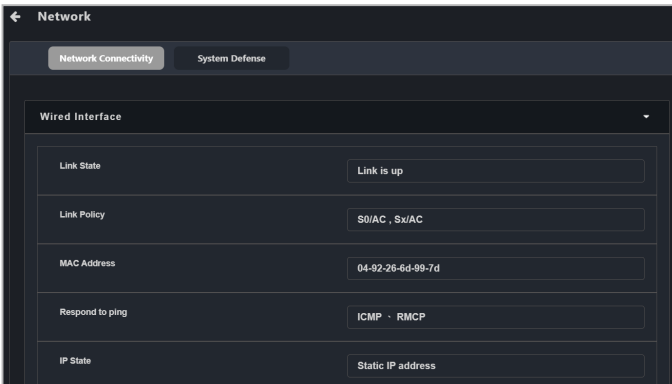 Network
Network Connectivity System Defense
Wired Interface
Link State Link is up
Link Policy S0/AC , Sx/AC
MAC Address 04-92-26-6d-99-7d
Respond to ping ICMP · RMCP
IP State Static IP address